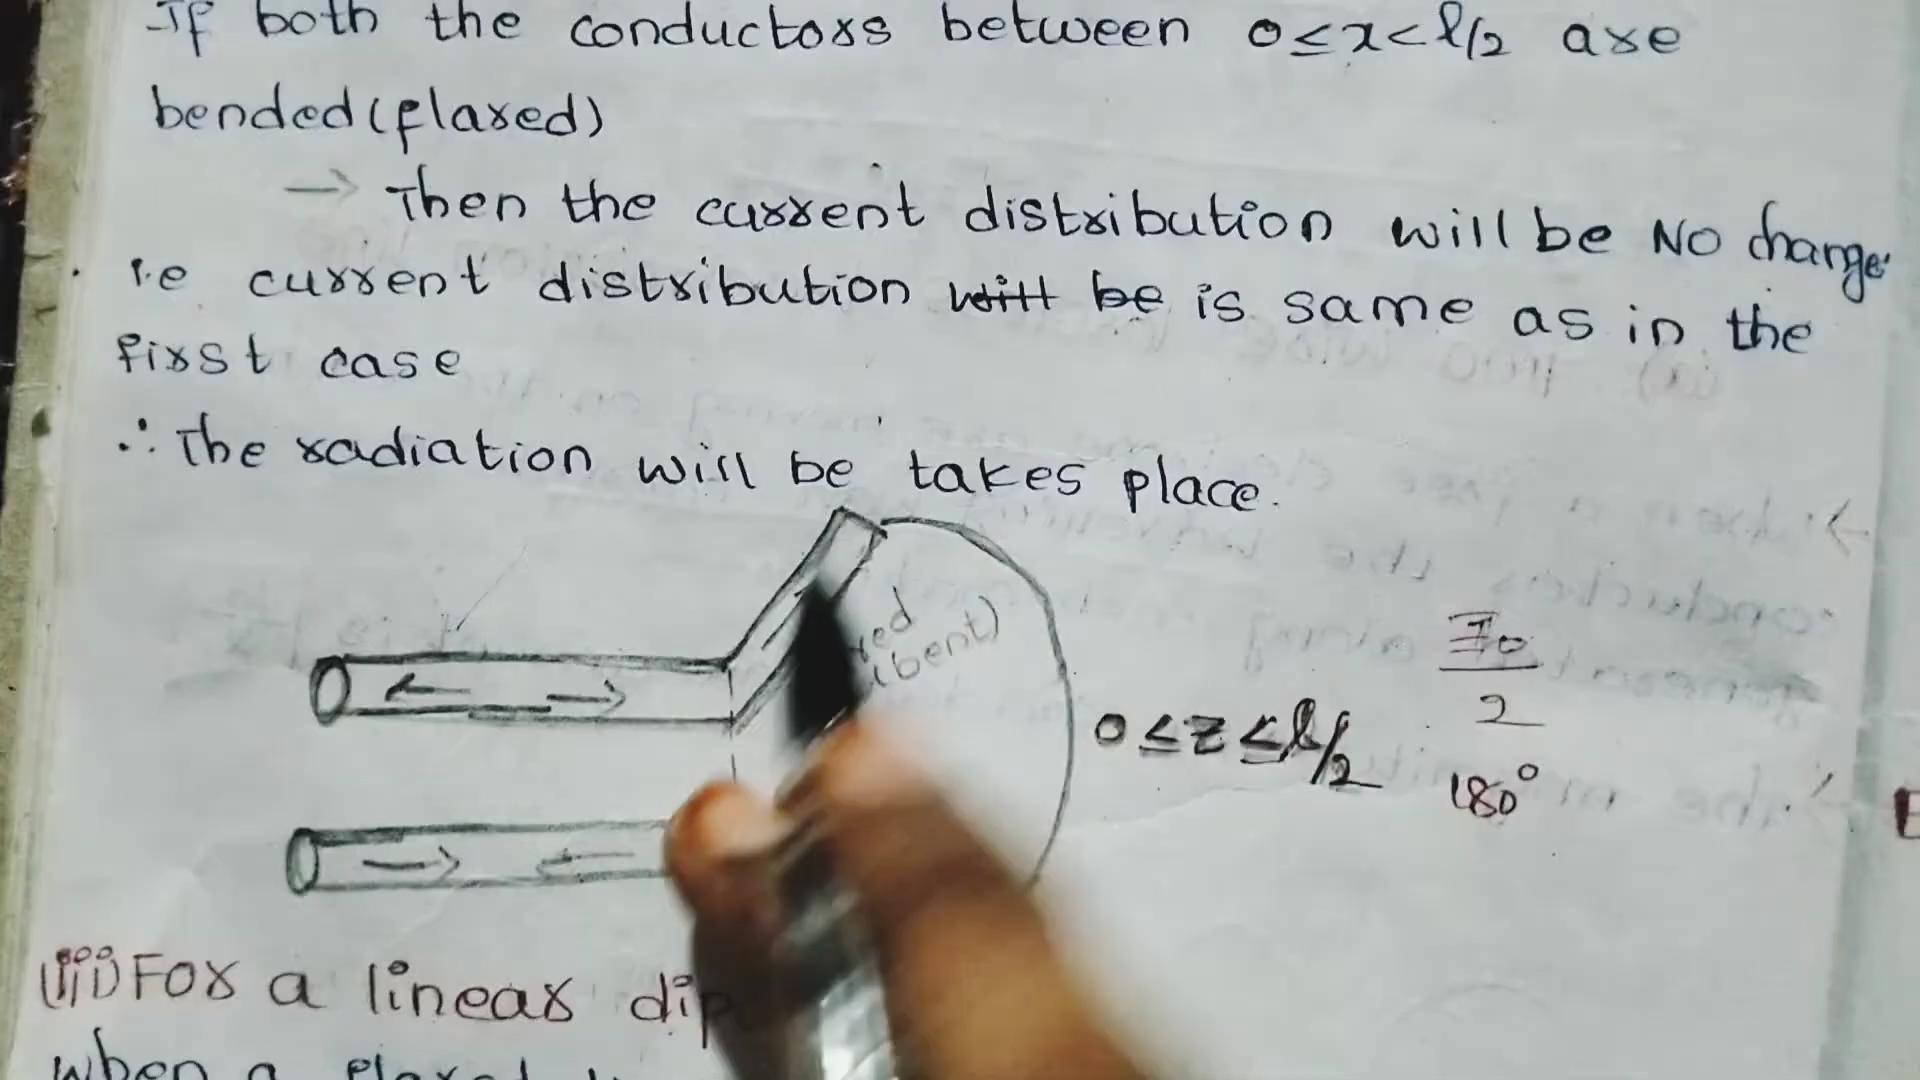 If both the conductors between 0≤z<l/2 are
bended(flared)
→ Then the current distribution will be NO change.
i.e current distribution will be is same as in the
first case
∴ The radiation will be takes place.
(bent)
I0/2
0≤z≤l/2
180°
(iii) For a linear
when a